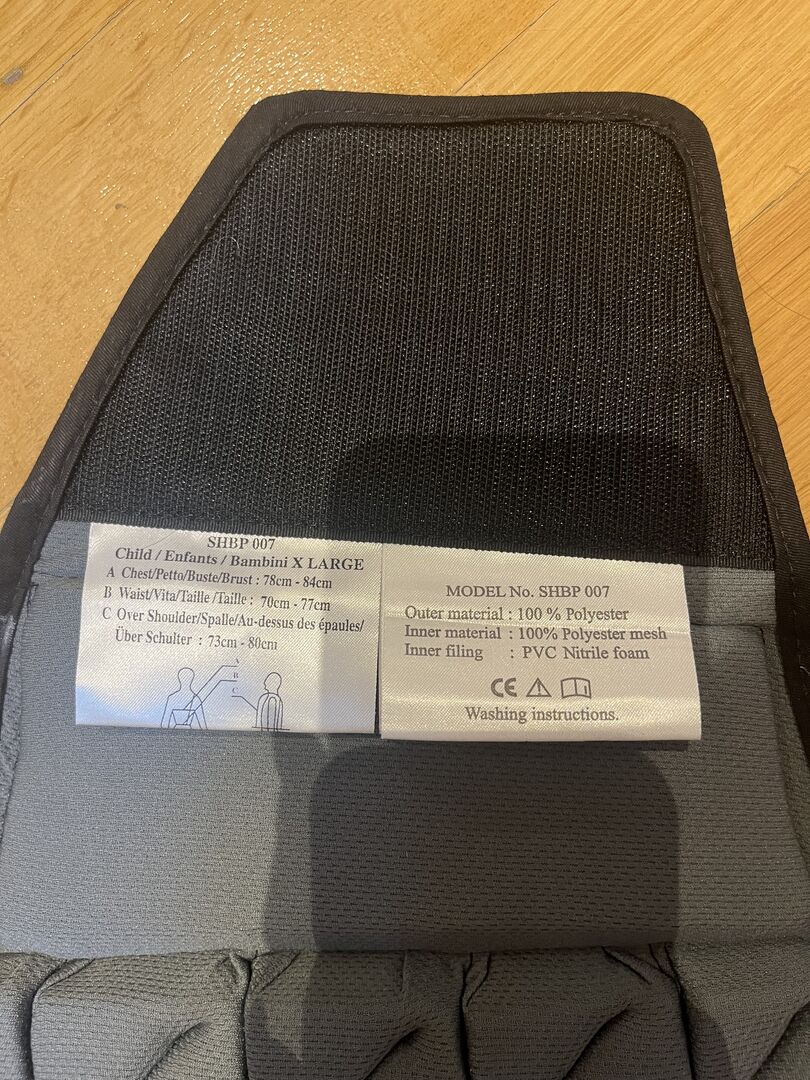 SHBP 007
Child / Enfants / Bambini X LARGE
A Chest/Petto/Buste/Brust : 78cm - 84cm
B Waist/Vita/Taille /Taille : 70cm - 77cm
C Over Shoulder/Spalle/Au-dessus des épaules/
Über Schulter : 73cm - 80cm
A
B
C
MODEL No. SHBP 007
Outer material : 100 % Polyester
Inner material : 100% Polyester mesh
Inner filing : PVC Nitrile foam
CE
Washing instructions.